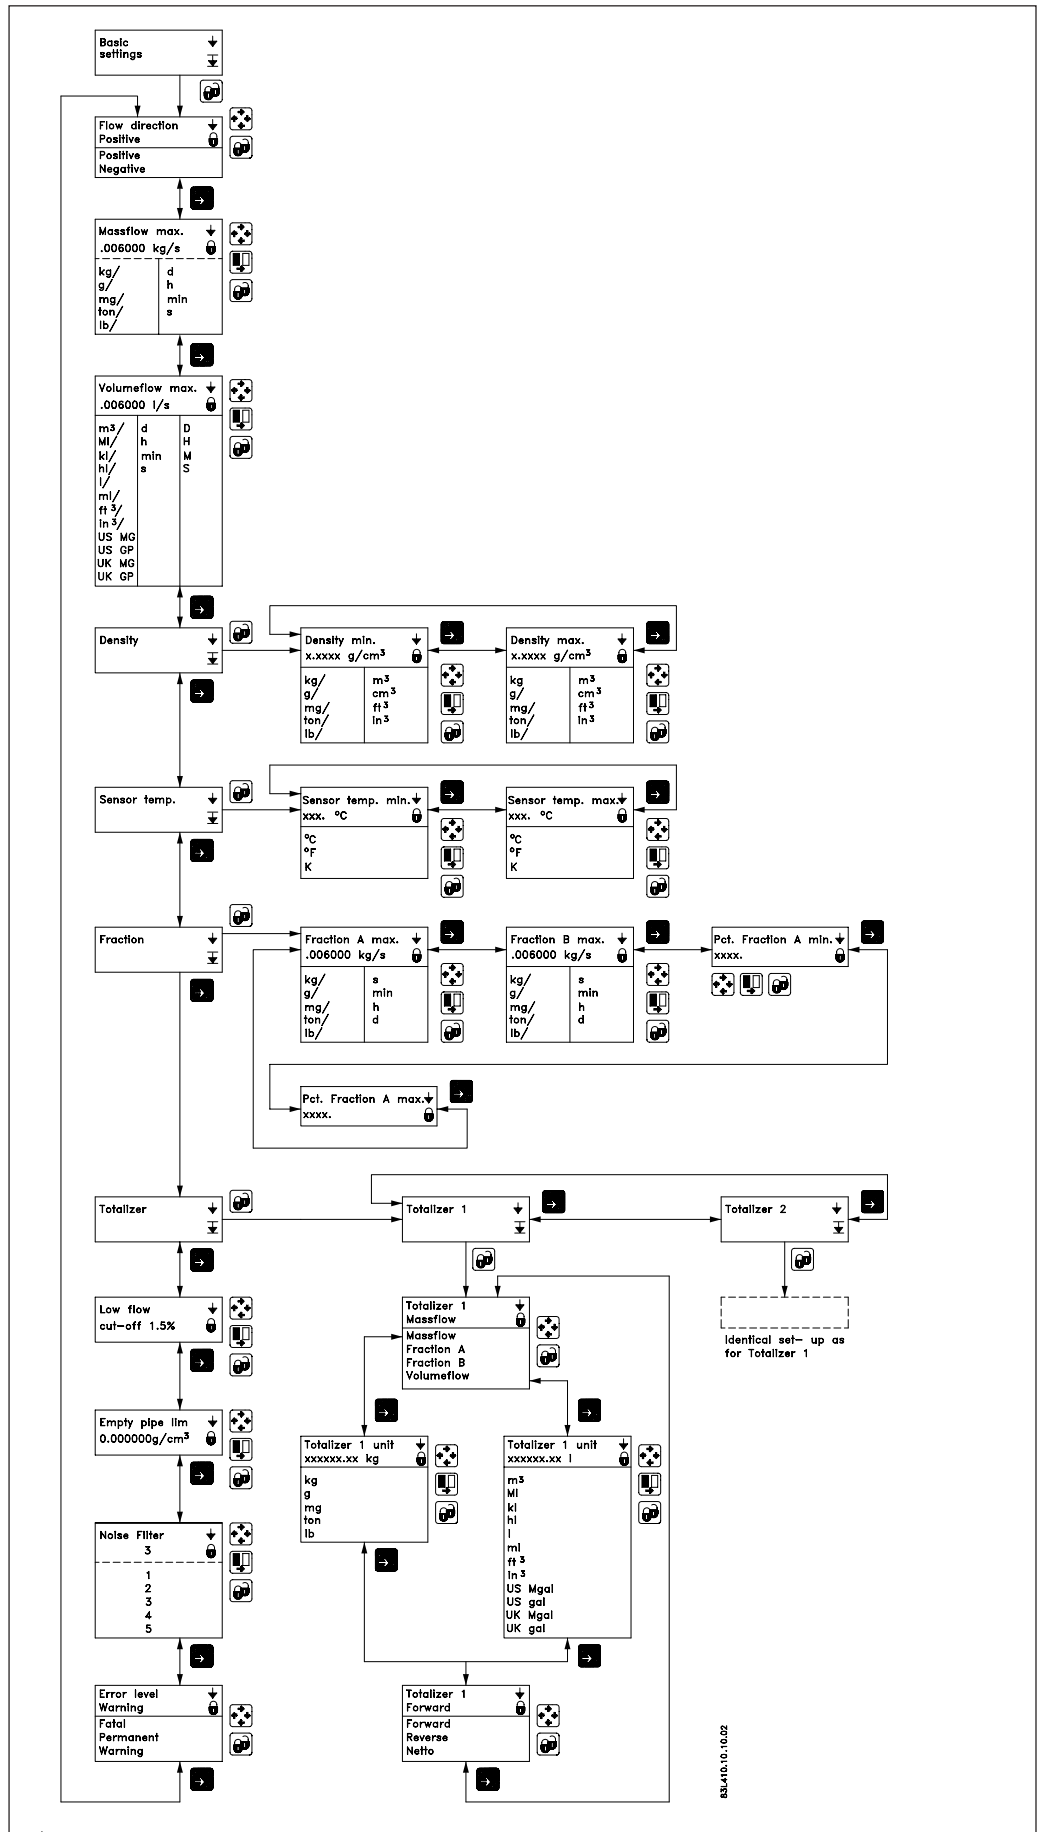 Basic
settings
Flow direction
Positive
Positive
Negative
Massflow max.
.006000 kg/s
kg/ d
g/ h
mg/ min
ton/ s
lb/
Volumeflow max.
.006000 l/s
m³/ d D
Ml/ h H
kl/ min M
hl/ s S
l/
ml/
ft³/
in³/
US MG
US GP
UK MG
UK GP
Density
Density min.
x.xxxx g/cm³
kg/ m³
g/ cm³
mg/ ft³
ton/ in³
lb/
Density max.
x.xxxx g/cm³
kg m³
g/ cm³
mg/ ft³
ton/ in³
lb/
Sensor temp.
Sensor temp. min.
xxx. °C
°C
°F
K
Sensor temp. max.
xxx. °C
°C
°F
K
Fraction
Fraction A max.
.006000 kg/s
kg/ s
g/ min
mg/ h
ton/ d
lb/
Fraction B max.
.006000 kg/s
kg/ s
g/ min
mg/ h
ton/ d
lb/
Pct. Fraction A min.
xxxx.
Pct. Fraction A max.
xxxx.
Totalizer
Totalizer 1
Totalizer 2
Low flow
cut-off 1.5%
Totalizer 1
Massflow
Massflow
Fraction A
Fraction B
Volumeflow
Identical set- up as
for Totalizer 1
Empty pipe lim
0.000000g/cm³
Totalizer 1 unit
xxxxxx.xx kg
kg
g
mg
ton
lb
Totalizer 1 unit
xxxxxx.xx l
m³
Ml
kl
hl
l
ml
ft³
in³
US Mgal
US gal
UK Mgal
UK gal
Noise Filter
3
1
2
3
4
5
Error level
Warning
Fatal
Permanent
Warning
Totalizer 1
Forward
Forward
Reverse
Netto
83L410.10.10.02